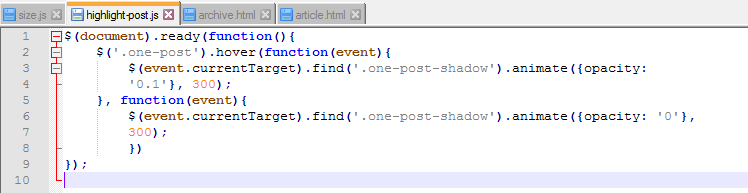 size.js highlight-post.js archive.html article.html
1 $(document).ready(function(){
2 $('.one-post').hover(function(event){
3 $(event.currentTarget).find('.one-post-shadow').animate({opacity:
4 '0.1'}, 300);
5 }, function(event){
6 $(event.currentTarget).find('.one-post-shadow').animate({opacity: '0'},
7 300);
8 })
9 });
10